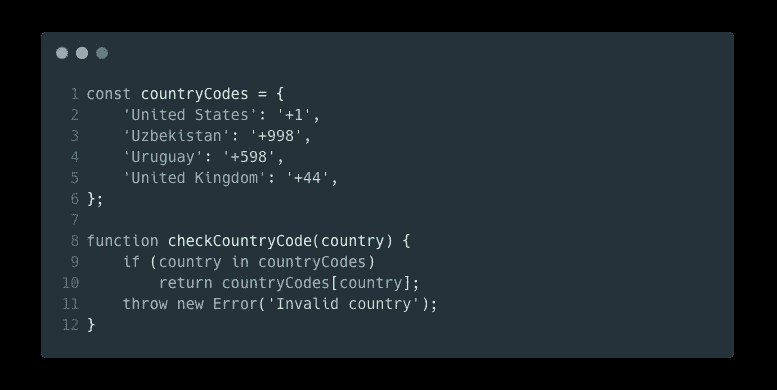 1 const countryCodes = {
2     'United States': '+1',
3     'Uzbekistan': '+998',
4     'Uruguay': '+598',
5     'United Kingdom': '+44',
6 };
7
8 function checkCountryCode(country) {
9     if (country in countryCodes)
10         return countryCodes[country];
11     throw new Error('Invalid country');
12 }